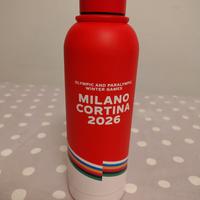 OLYMPIC AND PARALYMPIC
WINTER GAMES
MILANO
CORTINA
2026